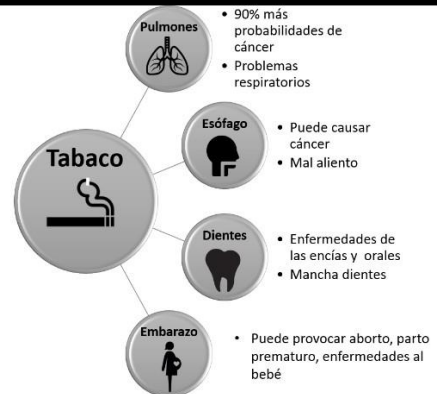 Pulmones
• 90% más
probabilidades de
cáncer
• Problemas
respiratorios
Tabaco
Esófago
• Puede causar
cáncer
• Mal aliento
Dientes
• Enfermedades de
las encías y orales
• Mancha dientes
Embarazo
• Puede provocar aborto, parto
prematuro, enfermedades al
bebé